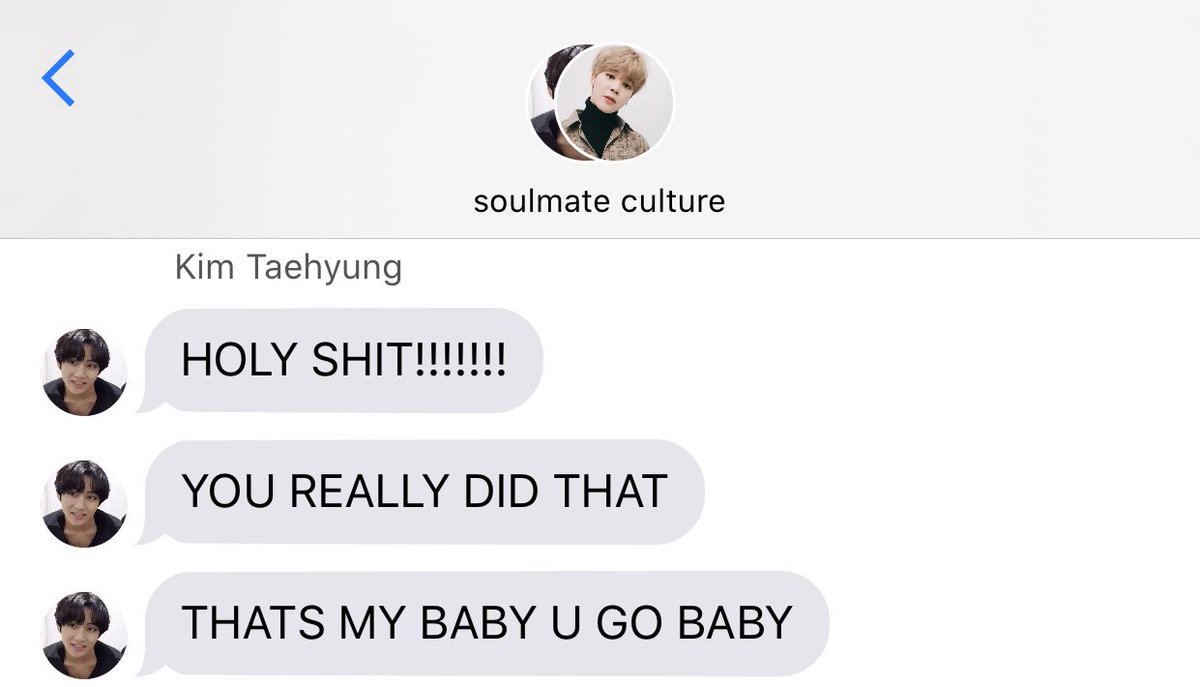 soulmate culture
Kim Taehyung
HOLY SHIT!!!!!!!
YOU REALLY DID THAT
THATS MY BABY U GO BABY